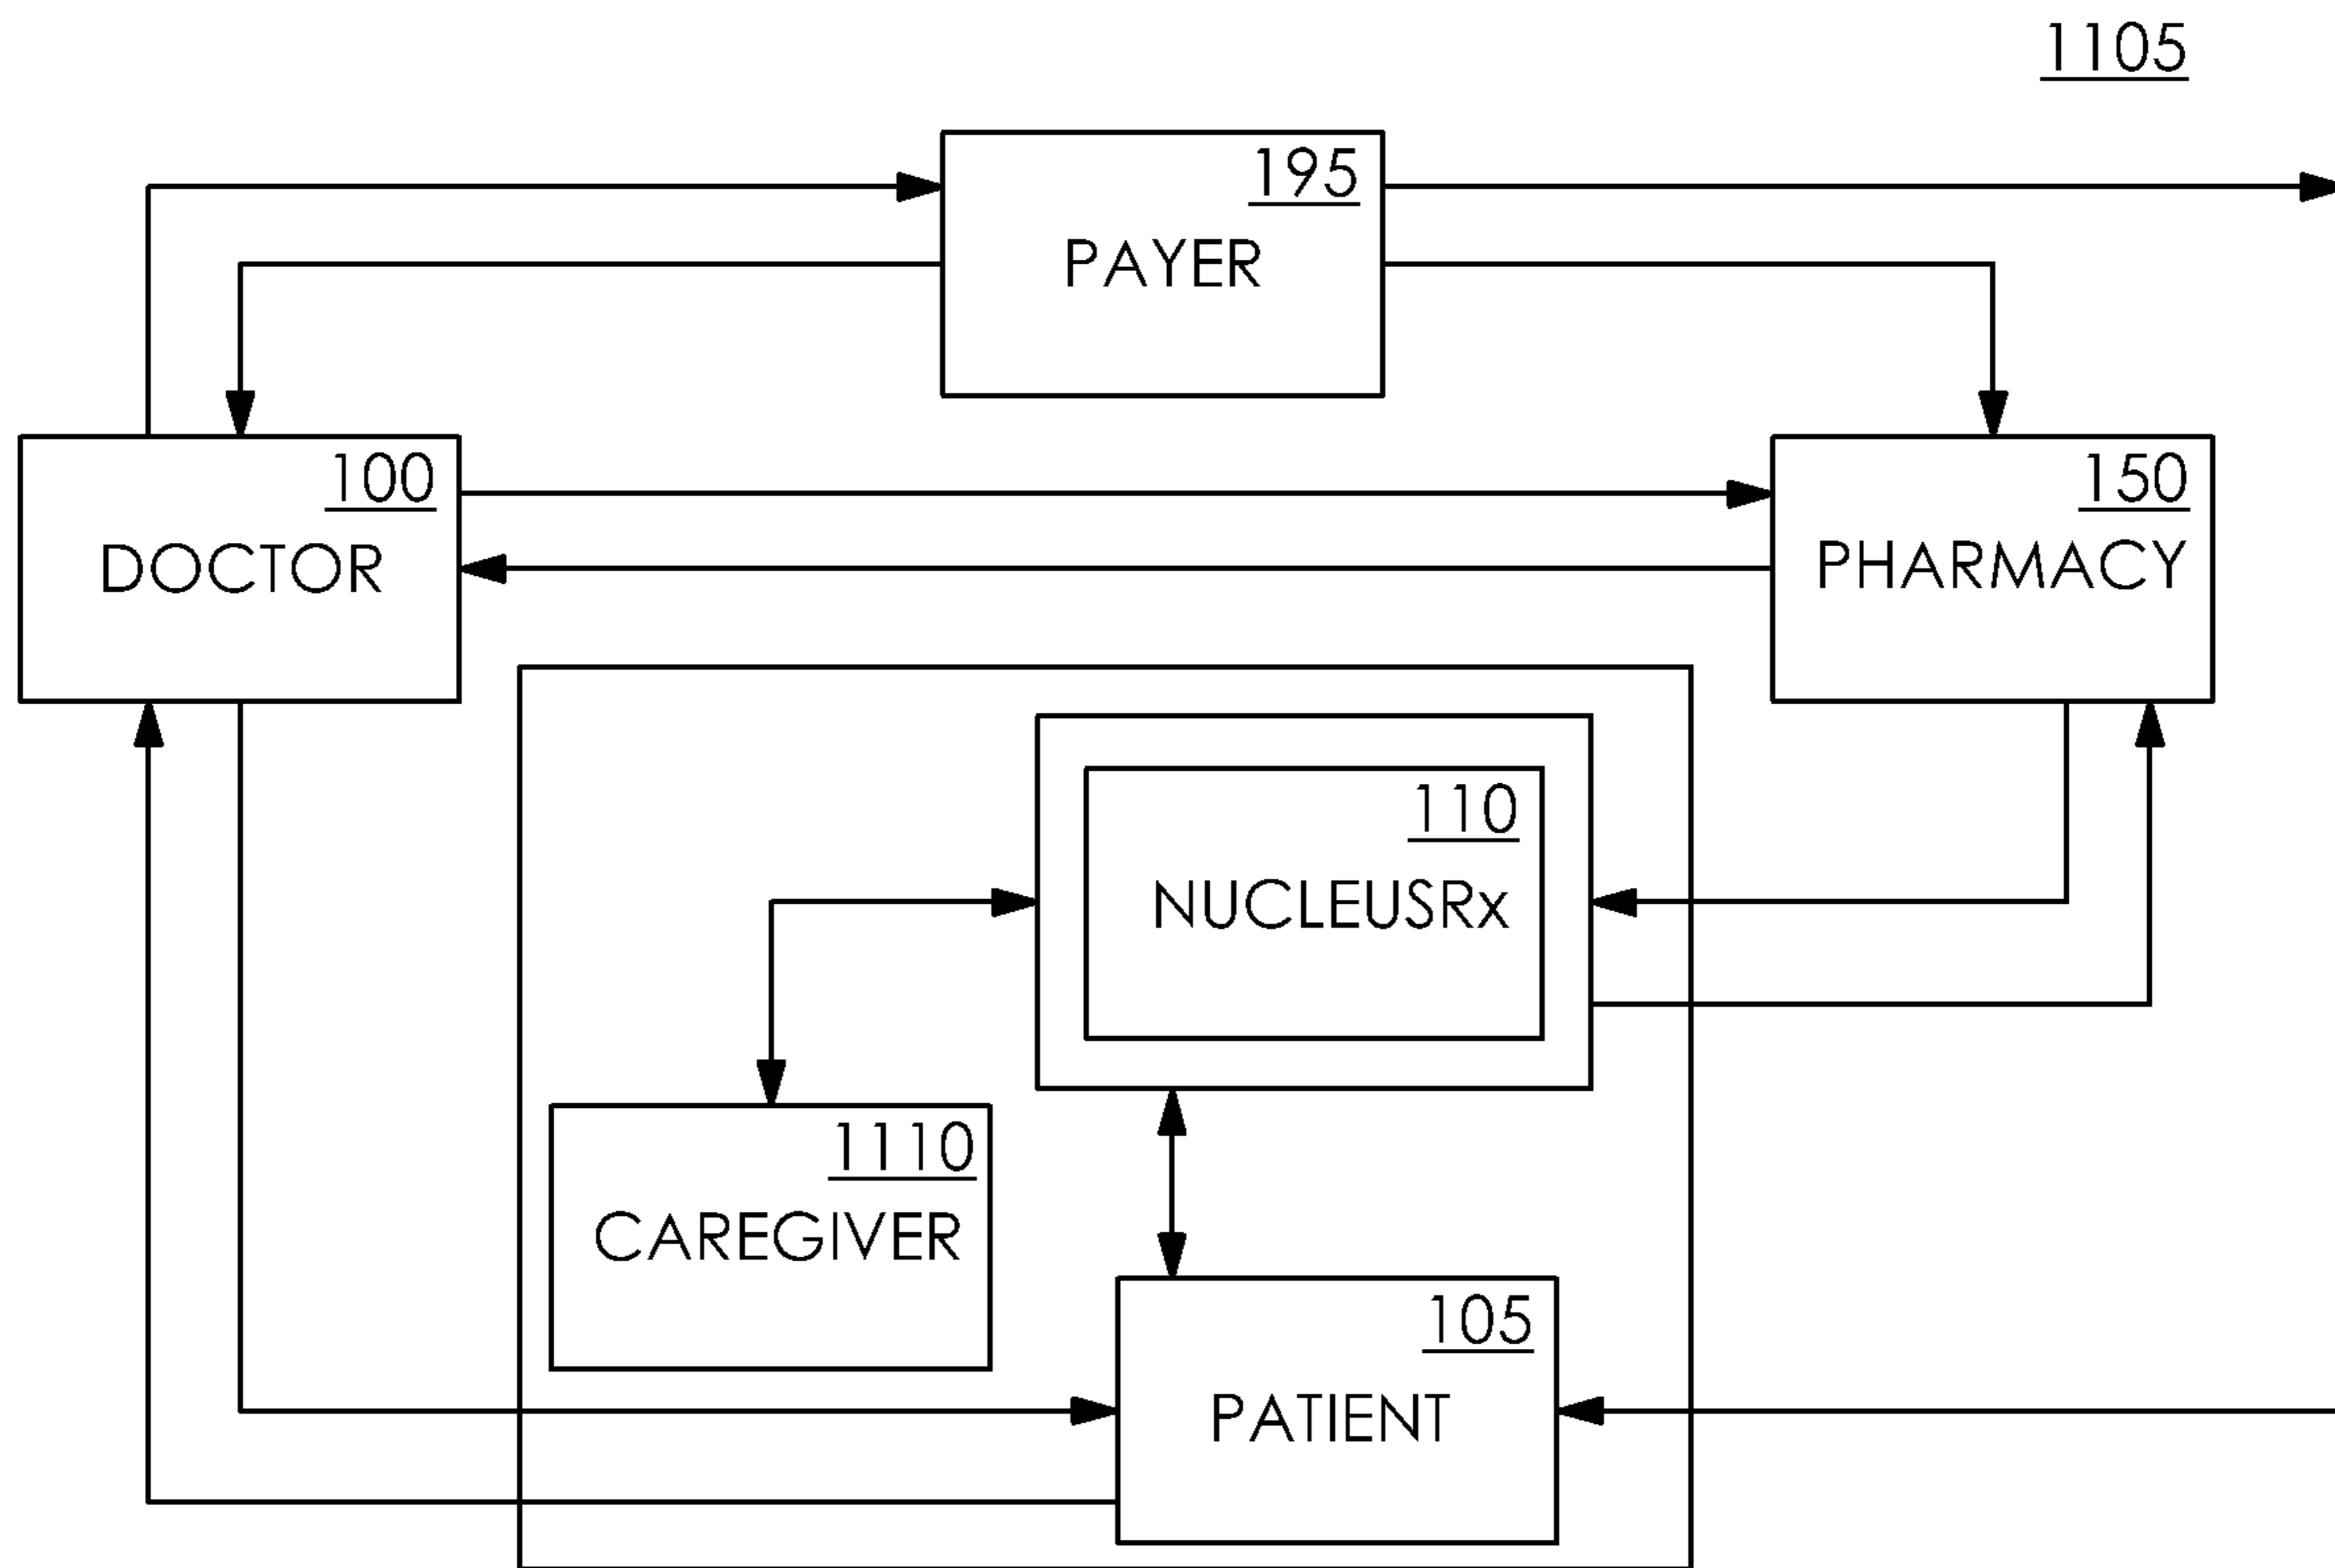 1105
195
PAYER
100
DOCTOR
150
PHARMACY
110
NUCLEUSRx
1110
CAREGIVER
105
PATIENT